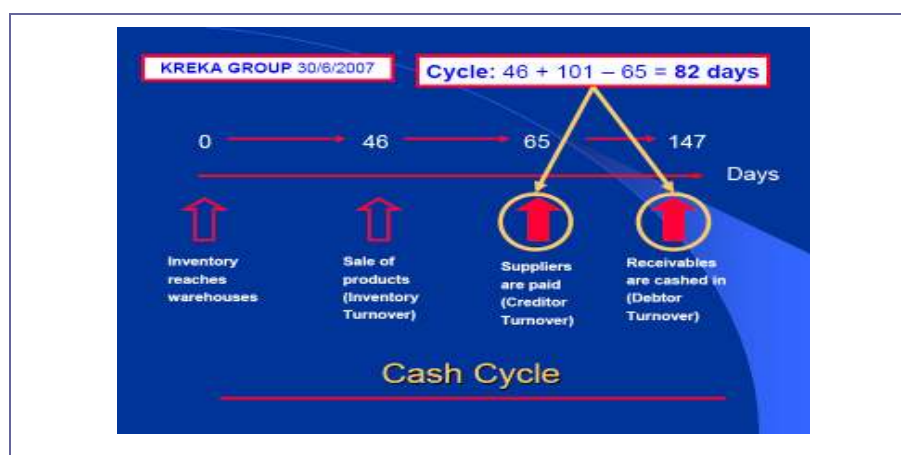 KREKA GROUP 30/6/2007
Cycle: 46 + 101 – 65 = 82 days
0 46 65 147
Days
Inventory
reaches
warehouses
Sale of
products
(Inventory
Turnover)
Suppliers
are paid
(Creditor
Turnover)
Receivables
are cashed in
(Debtor
Turnover)
Cash Cycle